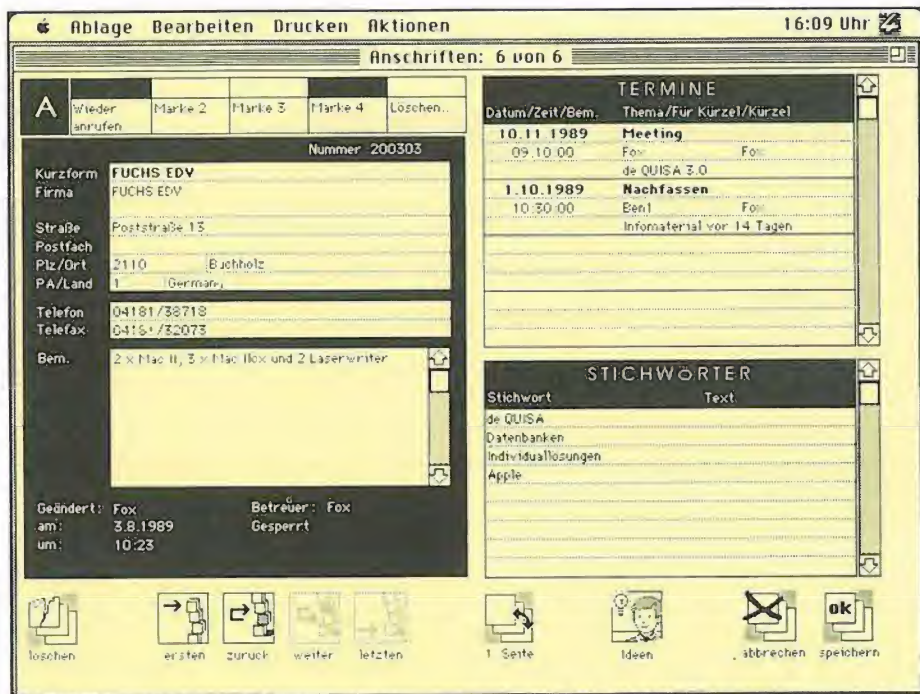 Ablage Bearbeiten Drucken Aktionen 16:09 Uhr
Anschriften: 6 von 6
A Wieder anrufen Marke 2 Marke 3 Marke 4 Löschen..
Nummer 200303
Kurzform FUCHS EDV
Firma FUCHS EDV
Straße Poststraße 13
Postfach
Plz/Ort 2110 Buchholz
PA/Land 1 Germany
Telefon 04181/38718
Telefax 04181/32073
Bem. 2 x Mac II, 3 x Mac IIcx und 2 Laserwriter
Geändert: Fox Betreuer: Fox
am: 3.8.1989 Gesperrt
um: 10:23
TERMINE
Datum/Zeit/Bem. Thema/Für Kürzel/Kürzel
10.11.1989 Meeting
09:10:00 Fox Fox
de QUISA 3.0
1.10.1989 Nachfassen
10:30:00 Ben1 Fox
Infomaterial vor 14 Tagen
STICHWÖRTER
Stichwort Text
de QUISA
Datenbanken
Individuallösungen
Apple
löschen ersten zurück weiter letzten 1. Seite Ideen abbrechen ok speichern